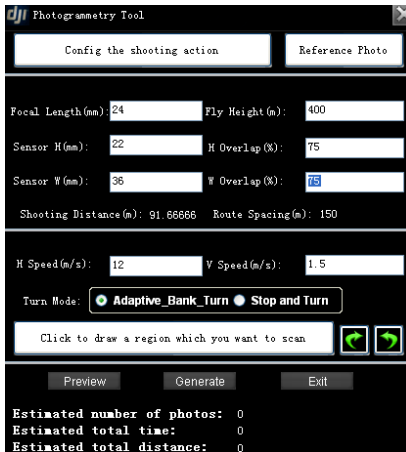 dji Photogrammetry Tool
Config the shooting action Reference Photo
Focal Length(mm): 24 Fly Height(m): 400
Sensor H(mm): 22 H Overlap(%): 75
Sensor W(mm): 36 W Overlap(%): 75
Shooting Distance(m): 91.66666 Route Spacing(m): 150
H Speed(m/s): 12 V Speed(m/s): 1.5
Turn Mode: Adaptive_Bank_Turn Stop and Turn
Click to draw a region which you want to scan
Preview Generate Exit
Estimated number of photos: 0
Estimated total time: 0
Estimated total distance: 0